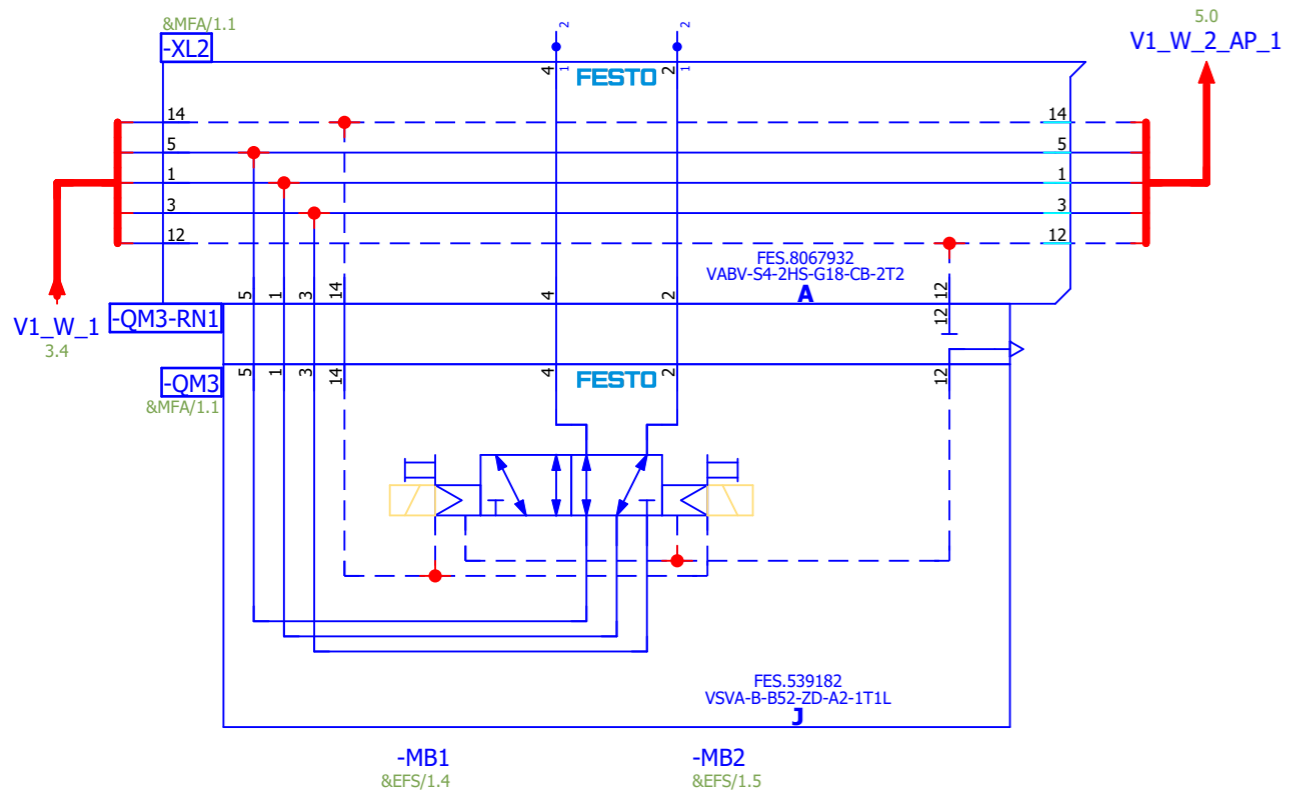 &MFA/1.1
-XL2
2
2
5.0
V1_W_2_AP_1
4
1
FESTO
2
1
14
14
5
5
1
1
3
3
12
12
FES.8067932
VABV-S4-2HS-G18-CB-2T2
A
5
1
3
14
4
2
12
12
V1_W_1
3.4
-QM3-RN1
12
-QM3
&MFA/1.1
5
1
3
14
4
FESTO
2
12
FES.539182
VSVA-B-B52-ZD-A2-1T1L
J
-MB1
&EFS/1.4
-MB2
&EFS/1.5